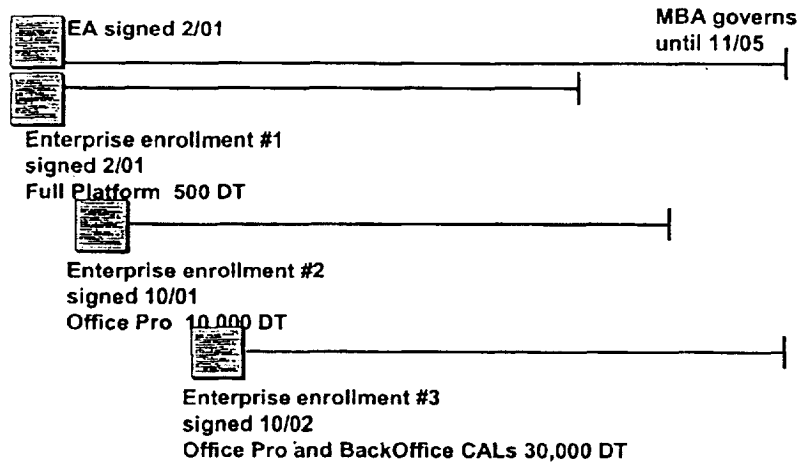 EA signed 2/01
MBA governs
until 11/05
Enterprise enrollment #1
signed 2/01
Full Platform 500 DT
Enterprise enrollment #2
signed 10/01
Office Pro 10,000 DT
Enterprise enrollment #3
signed 10/02
Office Pro and BackOffice CALs 30,000 DT